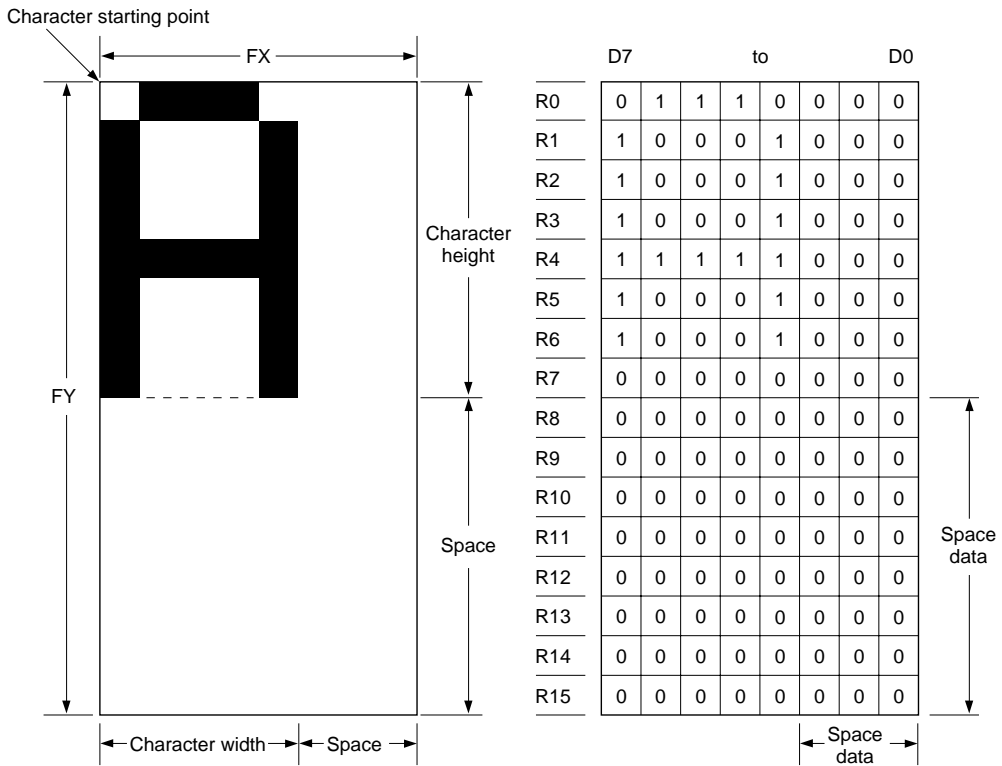 Character starting point
FX
FY
Character
height
Space
Character width
Space
D7 to D0
R0 0 1 1 1 0 0 0 0
R1 1 0 0 0 1 0 0 0
R2 1 0 0 0 1 0 0 0
R3 1 0 0 0 1 0 0 0
R4 1 1 1 1 1 0 0 0
R5 1 0 0 0 1 0 0 0
R6 1 0 0 0 1 0 0 0
R7 0 0 0 0 0 0 0 0
R8 0 0 0 0 0 0 0 0
R9 0 0 0 0 0 0 0 0
R10 0 0 0 0 0 0 0 0
R11 0 0 0 0 0 0 0 0
R12 0 0 0 0 0 0 0 0
R13 0 0 0 0 0 0 0 0
R14 0 0 0 0 0 0 0 0
R15 0 0 0 0 0 0 0 0
Space
data
Space
data